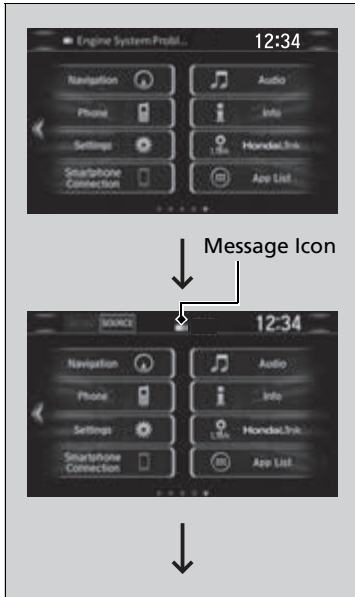 Engine System Probl...
12:34
Navigation
Audio
Phone
Info
Settings
HondaLink
Smartphone
Connection
App List
Message Icon
SOURCE
12:34
Navigation
Audio
Phone
Info
Settings
HondaLink
Smartphone
Connection
App List